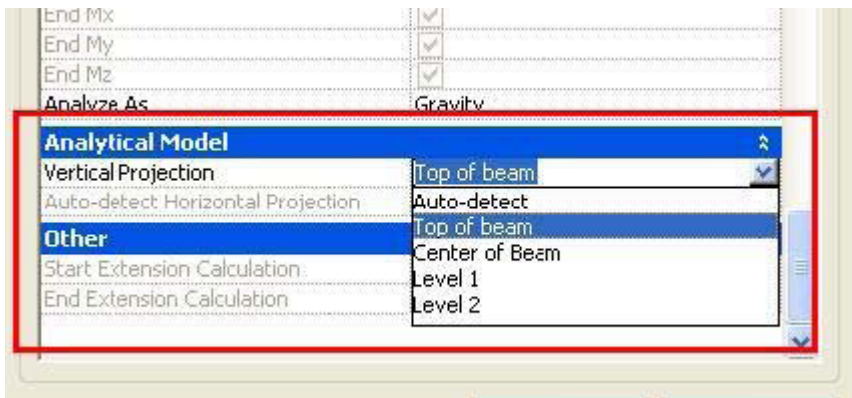 End Mx
End My
End Mz
Analyze As Gravity
Analytical Model
Vertical Projection Top of beam
Auto-detect Horizontal Projection Auto-detect
Top of beam
Other
Center of Beam
Start Extension Calculation Level 1
End Extension Calculation Level 2